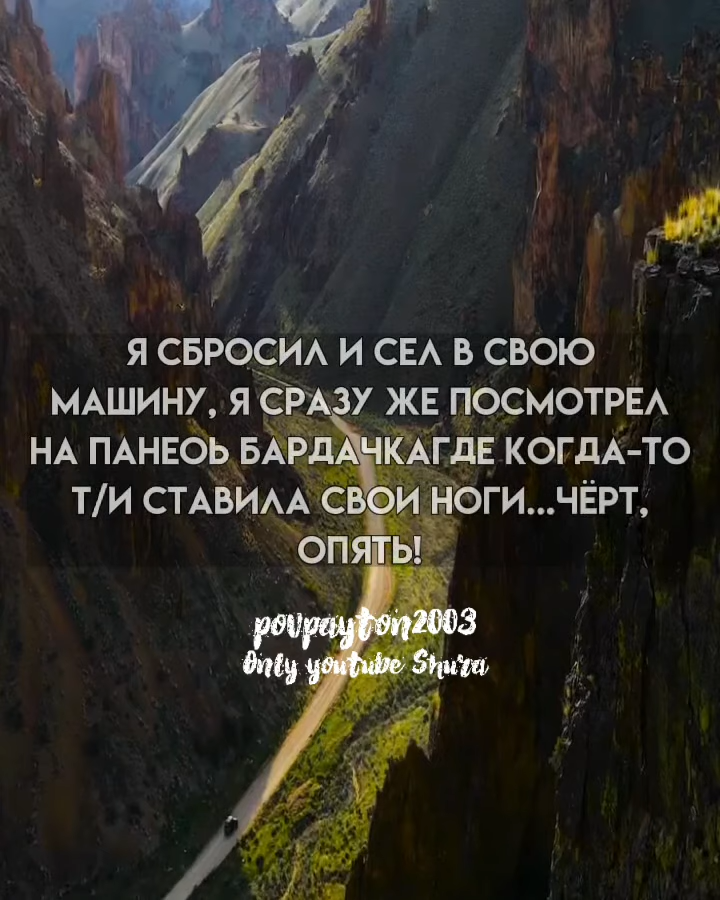 Я СБРОСИЛ И СЕЛ В СВОЮ
МАШИНУ, Я СРАЗУ ЖЕ ПОСМОТРЕЛ
НА ПАНЕОЬ БАРДАЧКАГДЕ КОГДА-ТО
Т/И СТАВИЛА СВОИ НОГИ...ЧЁРТ,
ОПЯТЬ!
povpayton2003
Only youtube Shura